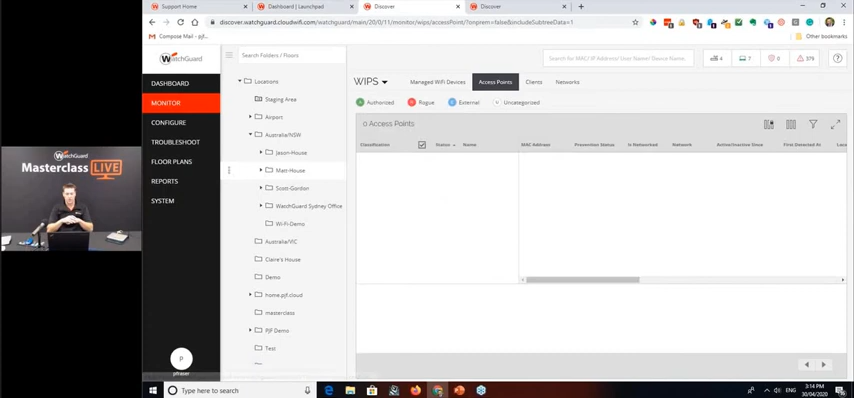 Support Home
Dashboard | Launchpad
Discover
Discover
discover.watchguard.cloudwifi.com/watchguard/main/20/0/11/monitor/wips/accessPoint/?onprem=false&includeSubtreeData=1
Compose Mail - pjf...
Other bookmarks
WatchGuard
Search Folders / Floors
Search for MAC/ IP Address/ User Name/ Device Name.
4
7
0
379
DASHBOARD
MONITOR
CONFIGURE
TROUBLESHOOT
FLOOR PLANS
REPORTS
SYSTEM
Locations
Staging Area
Airport
Australia/NSW
Jason-House
Matt-House
Scott-Gordon
WatchGuard Sydney Office
Wi-Fi-Demo
Australia/VIC
Claire's House
Demo
home.pjf.cloud
masterclass
PJF Demo
Test
WIPS
Managed WiFi Devices
Access Points
Clients
Networks
Authorized
Rogue
External
Uncategorized
0 Access Points
Classification
Status
Name
MAC Address
Prevention Status
Is Networked
Network
Active/Inactive Since
First Detected At
Loca
WatchGuard
Masterclass LIVE
P
pjfraser
Type here to search
ENG
3:14 PM
30/04/2020